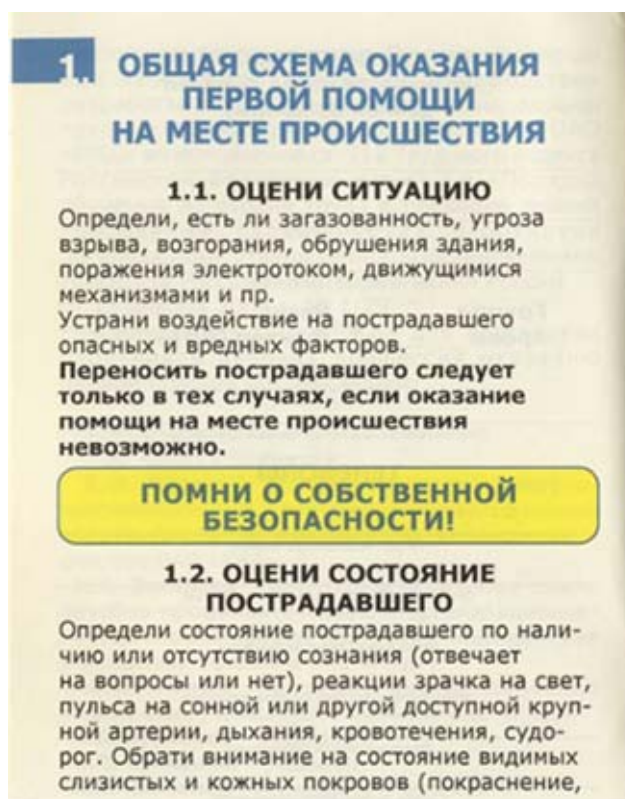 1. ОБЩАЯ СХЕМА ОКАЗАНИЯ
ПЕРВОЙ ПОМОЩИ
НА МЕСТЕ ПРОИСШЕСТВИЯ
1.1. ОЦЕНИ СИТУАЦИЮ
Определи, есть ли загазованность, угроза
взрыва, возгорания, обрушения здания,
поражения электротоком, движущимися
механизмами и пр.
Устрани воздействие на пострадавшего
опасных и вредных факторов.
Переносить пострадавшего следует
только в тех случаях, если оказание
помощи на месте происшествия
невозможно.
ПОМНИ О СОБСТВЕННОЙ
БЕЗОПАСНОСТИ!
1.2. ОЦЕНИ СОСТОЯНИЕ
ПОСТРАДАВШЕГО
Определи состояние пострадавшего по нали-
чию или отсутствию сознания (отвечает
на вопросы или нет), реакции зрачка на свет,
пульса на сонной или другой доступной круп-
ной артерии, дыхания, кровотечения, судо-
рог. Обрати внимание на состояние видимых
слизистых и кожных покровов (покраснение,